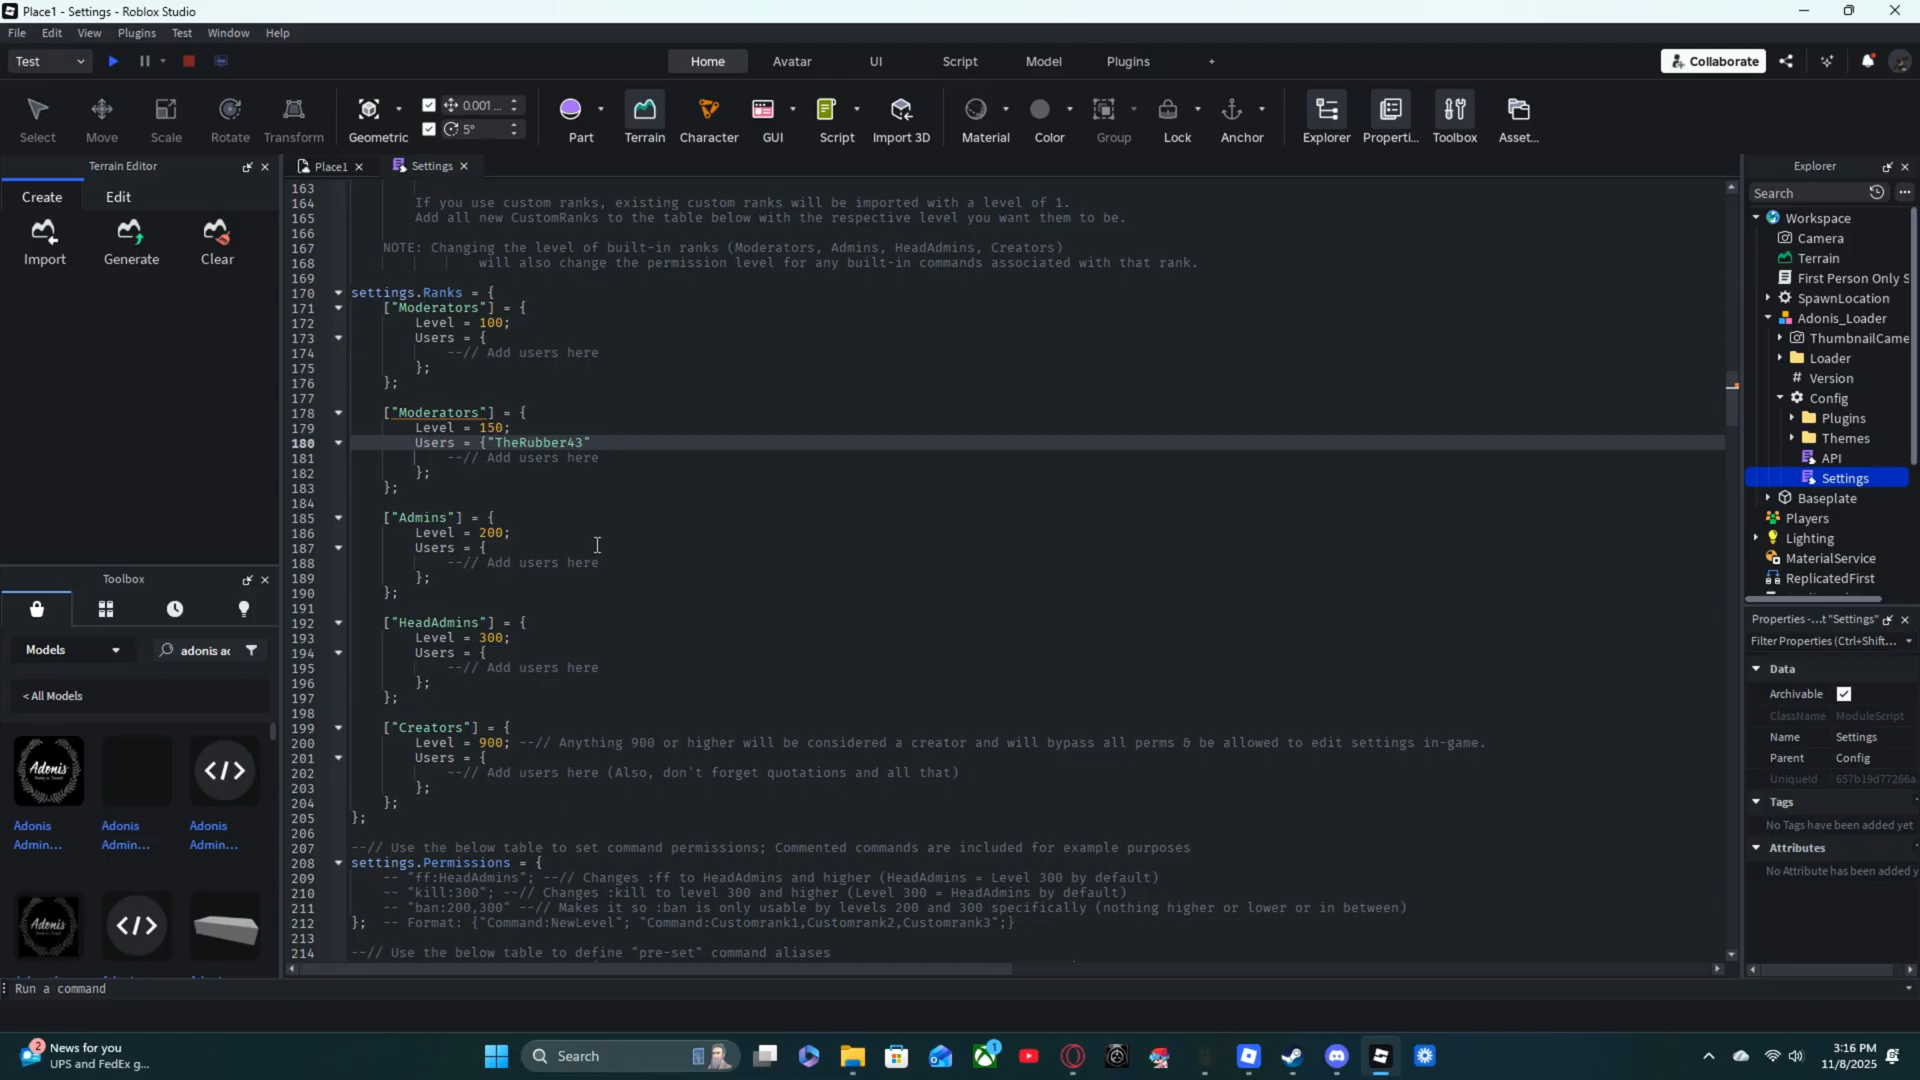 Place1 - Settings - Roblox Studio
File Edit View Plugins Test Window Help
Test
Home Avatar UI Script Model Plugins +
Collaborate
0.001 ...
5°
Select Move Scale Rotate Transform Geometric Part Terrain Character GUI Script Import 3D Material Color Group Lock Anchor Explorer Properti... Toolbox Asset...
Terrain Editor
Create Edit
Import Generate Clear
Place1 Settings
163
164 If you use custom ranks, existing custom ranks will be imported with a level of 1.
165 Add all new CustomRanks to the table below with the respective level you want them to be.
166
167 NOTE: Changing the level of built-in ranks (Moderators, Admins, HeadAdmins, Creators)
168 will also change the permission level for any built-in commands associated with that rank.
169
170 settings.Ranks = {
171 ["Moderators"] = {
172 Level = 100;
173 Users = {
174 --// Add users here
175 };
176 };
177
178 ["Moderators"] = {
179 Level = 150;
180 Users = {"TheRubber43"
181 --// Add users here
182 };
183 };
184
185 ["Admins"] = {
186 Level = 200;
187 Users = {
188 --// Add users here
189 };
190 };
191
192 ["HeadAdmins"] = {
193 Level = 300;
194 Users = {
195 --// Add users here
196 };
197 };
198
199 ["Creators"] = {
200 Level = 900; --// Anything 900 or higher will be considered a creator and will bypass all perms & be allowed to edit settings in-game.
201 Users = {
202 --// Add users here (Also, don't forget quotations and all that)
203 };
204 };
205 };
206
207 --// Use the below table to set command permissions; Commented commands are included for example purposes
208 settings.Permissions = {
209 -- "ff:HeadAdmins"; --// Changes :ff to HeadAdmins and higher (HeadAdmins = Level 300 by default)
210 -- "kill:300"; --// Changes :kill to level 300 and higher (Level 300 = HeadAdmins by default)
211 -- "ban:200,300" --// Makes it so :ban is only usable by levels 200 and 300 specifically (nothing higher or lower or in between)
212 }; -- Format: {"Command:NewLevel"; "Command:Customrank1,Customrank2,Customrank3";}
213
214 --// Use the below table to define "pre-set" command aliases
Toolbox
Models adonis ac
< All Models
Adonis
Adonis Adonis Adonis
Admin... Admin... Admin...
Adonis
Explorer
Search
Workspace
Camera
Terrain
First Person Only S
SpawnLocation
Adonis_Loader
ThumbnailCame
Loader
# Version
Config
Plugins
Themes
API
Settings
Baseplate
Players
Lighting
MaterialService
ReplicatedFirst
Properties -...t "Settings"
Filter Properties (Ctrl+Shift...
Data
Archivable
ClassName ModuleScript
Name Settings
Parent Config
UniqueId 657b19d77266a
Tags
No Tags have been added yet
Attributes
No Attribute has been added y
Run a command
2 News for you
UPS and FedEx g...
Search
1
3:16 PM
11/8/2025